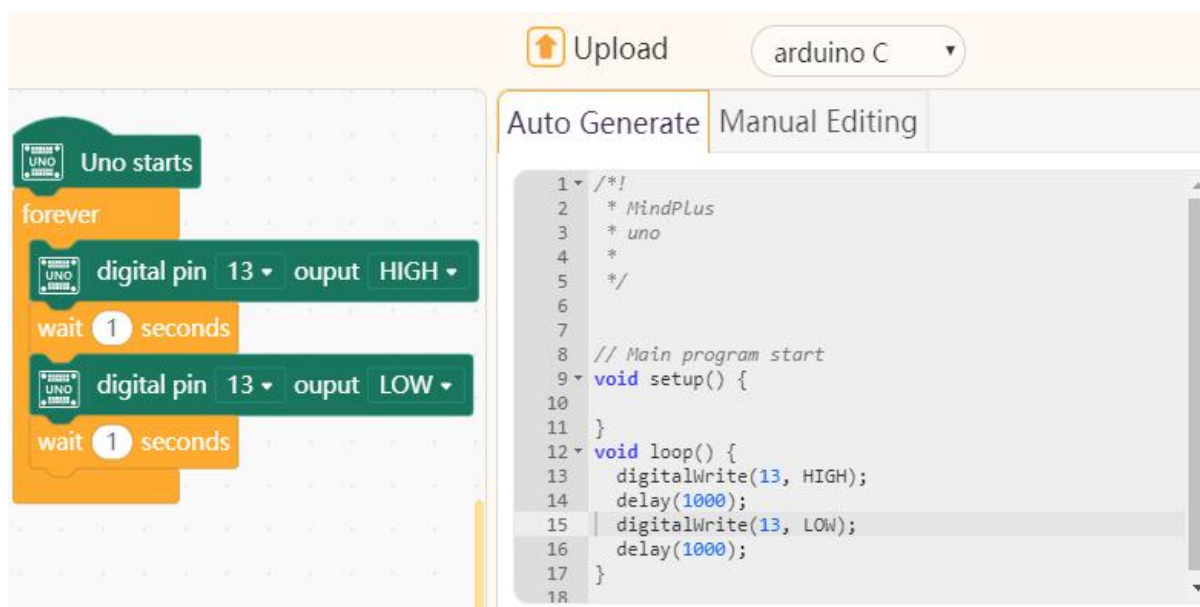 Upload
arduino C
Auto Generate
Manual Editing
UNO
Uno starts
forever
UNO
digital pin 13 ouput HIGH
wait 1 seconds
UNO
digital pin 13 ouput LOW
wait 1 seconds
1 /*!
2 * MindPlus
3 * uno
4 *
5 */
6
7
8 // Main program start
9 void setup() {
10
11 }
12 void loop() {
13 digitalWrite(13, HIGH);
14 delay(1000);
15 digitalWrite(13, LOW);
16 delay(1000);
17 }
18